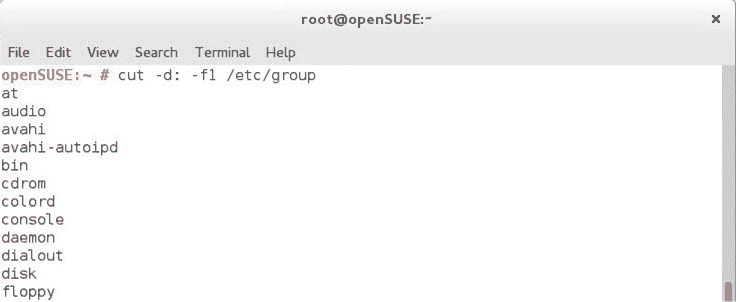 root@openSUSE:~
×
File Edit View Search Terminal Help
openSUSE:~ # cut -d: -f1 /etc/group
at
audio
avahi
avahi-autoipd
bin
cdrom
colord
console
daemon
dialout
disk
floppy